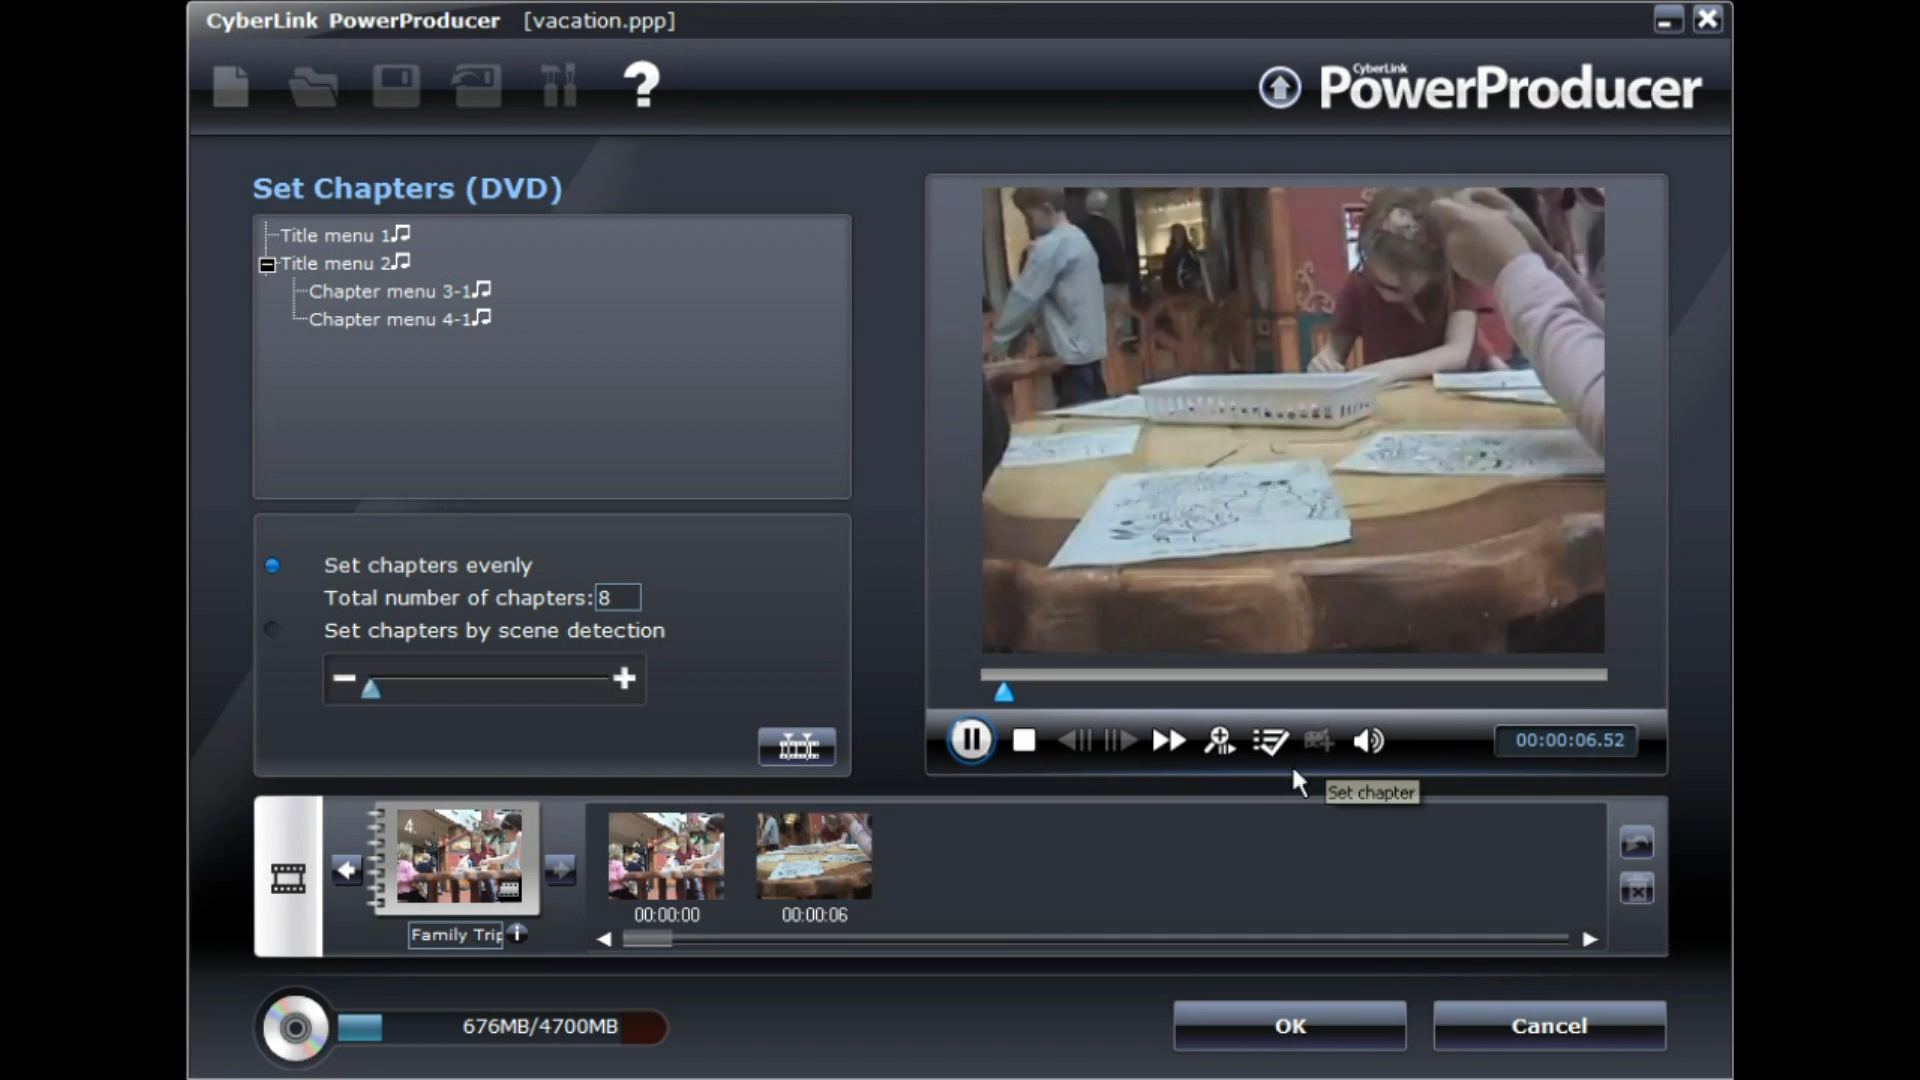 CyberLink PowerProducer [vacation.ppp]
?
CyberLink
PowerProducer
Set Chapters (DVD)
Title menu 1
Title menu 2
Chapter menu 3-1
Chapter menu 4-1
Set chapters evenly
Total number of chapters: 8
Set chapters by scene detection
00:00:06.52
Set chapter
4.
00:00:00
00:00:06
Family Trip
i
676MB/4700MB
OK
Cancel